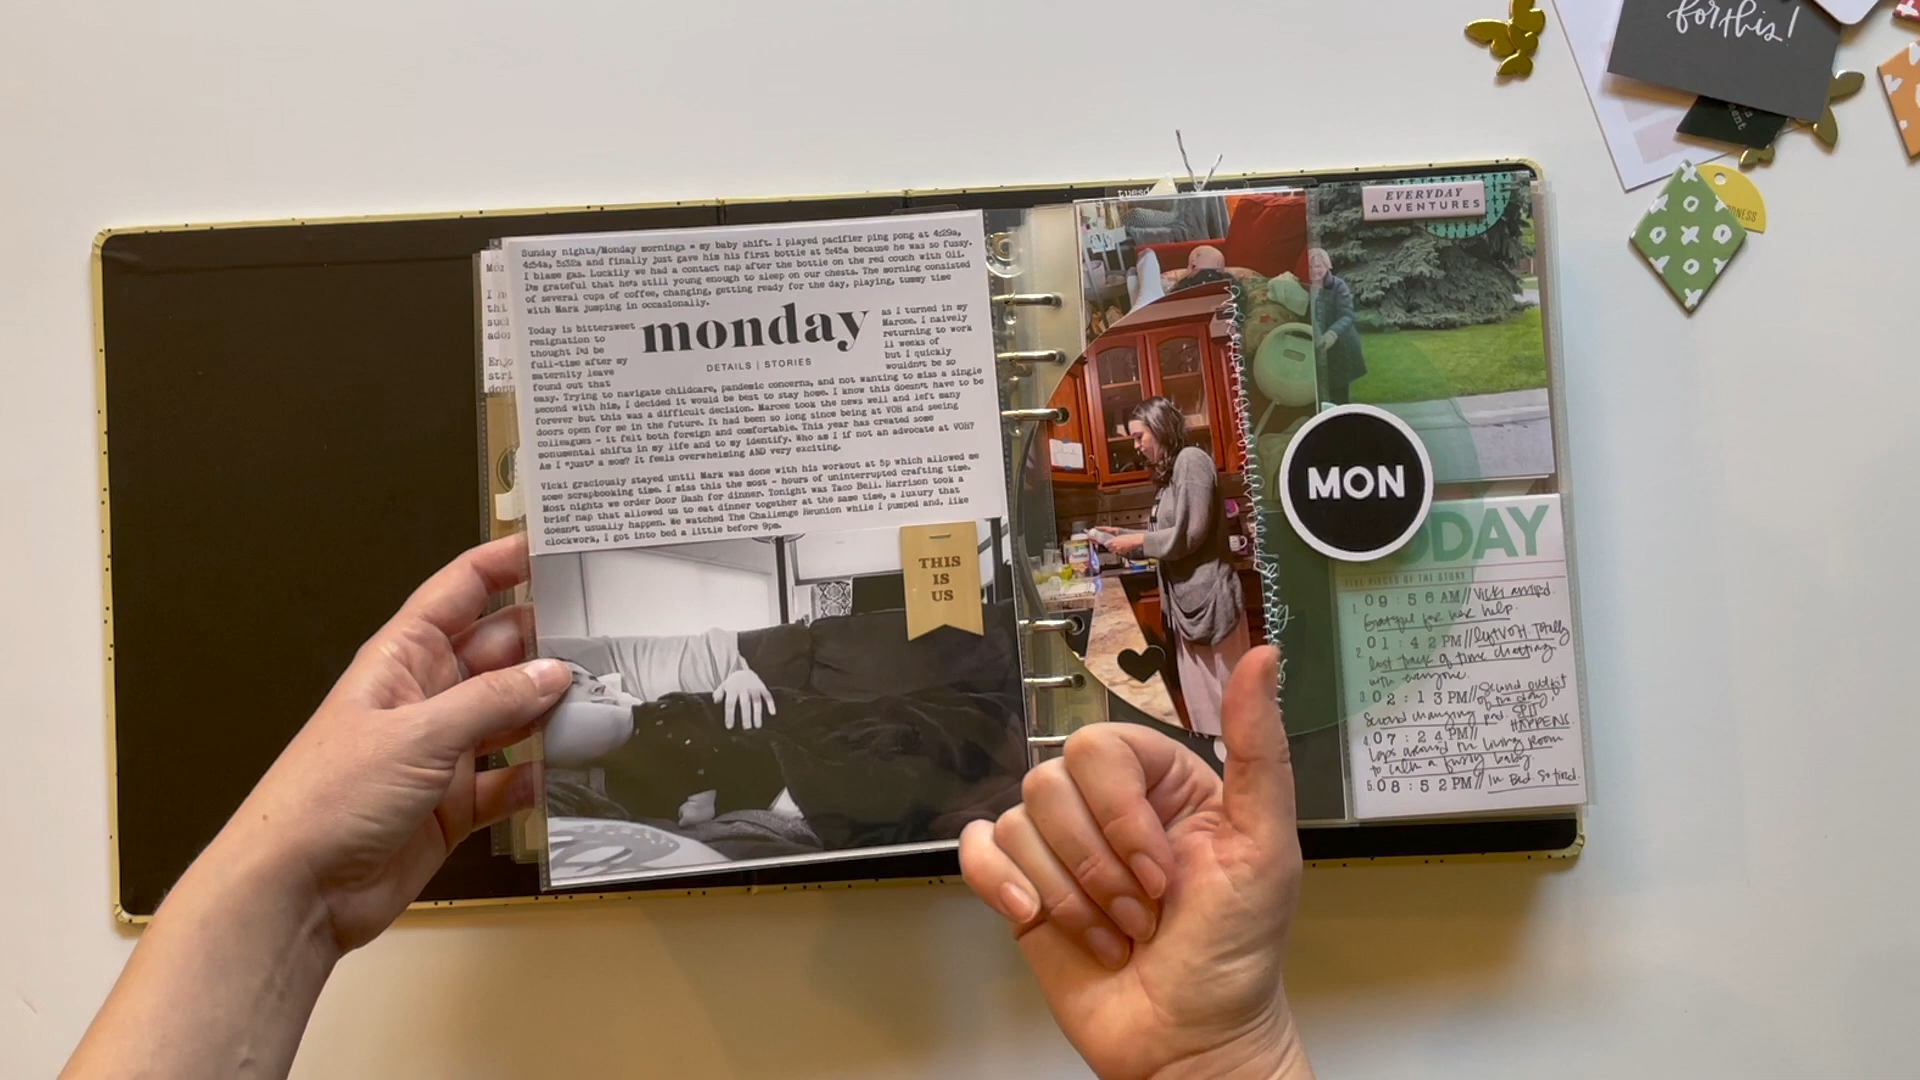 for this!
tuesd
EVERYDAY
ADVENTURES
Sunday nights/Monday mornings = my baby shift. I played pacifier ping pong at 4:29a,
4:54a, 5:32a and finally just gave him his first bottle at 5:45a because he was so fussy.
I blame gas. Luckily we had a contact nap after the bottle on the red couch with Oli.
I'm grateful that he's still young enough to sleep on our chests. The morning consisted
of several cups of coffee, changing, getting ready for the day, playing, tummy time
with Mark jumping in occasionally.
monday
DETAILS | STORIES
Today is bittersweet as I turned in my
resignation to Marcee. I naively
thought I'd be returning to work
full-time after my 11 weeks of
maternity leave but I quickly
found out that wouldn't be so
easy. Trying to navigate childcare, pandemic concerns, and not wanting to miss a single
second with him, I decided it would be best to stay home. I know this doesn't have to be
forever but this was a difficult decision. Marcee took the news well and left many
doors open for me in the future. It had been so long since being at VOH and seeing
colleagues - it felt both foreign and comfortable. This year has created some
monumental shifts in my life and to my identify. Who am I if not an advocate at VOH?
Am I *just* a mom? It feels overwhelming AND very exciting.
Vicki graciously stayed until Mark was done with his workout at 5p which allowed me
some scrapbooking time. I miss this the most - hours of uninterrupted crafting time.
Most nights we order Door Dash for dinner. Tonight was Taco Bell. Harrison took a
brief nap that allowed us to eat dinner together at the same time, a luxury that
doesn't usually happen. We watched The Challenge Reunion while I pumped and, like
clockwork, I got into bed a little before 9pm.
THIS
IS
US
MON
DAY
PIECES OF THE STORY
1. 09:56 AM// Vicki arrived.
Grateful for her help.
2. 01:42 PM// left VOH. Totally
lost track of time chatting
with everyone.
3. 02:13 PM// Second outfit
of the day.
Second changing pad. SPIT
HAPPENS.
4. 07:24 PM//
Laps around the living room
to calm a fussy baby.
5. 08:52 PM// In Bed. So tired.